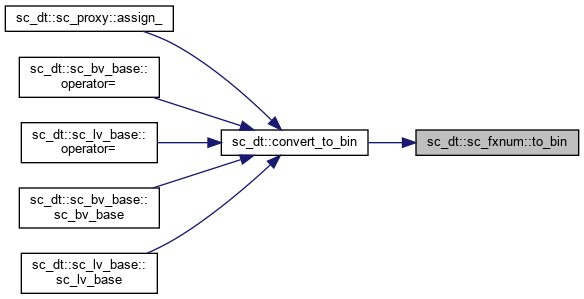 sc_dt::sc_proxy::assign_
sc_dt::sc_bv_base::
operator=
sc_dt::sc_lv_base::
operator=
sc_dt::convert_to_bin
sc_dt::sc_fxnum::to_bin
sc_dt::sc_bv_base::
sc_bv_base
sc_dt::sc_lv_base::
sc_lv_base